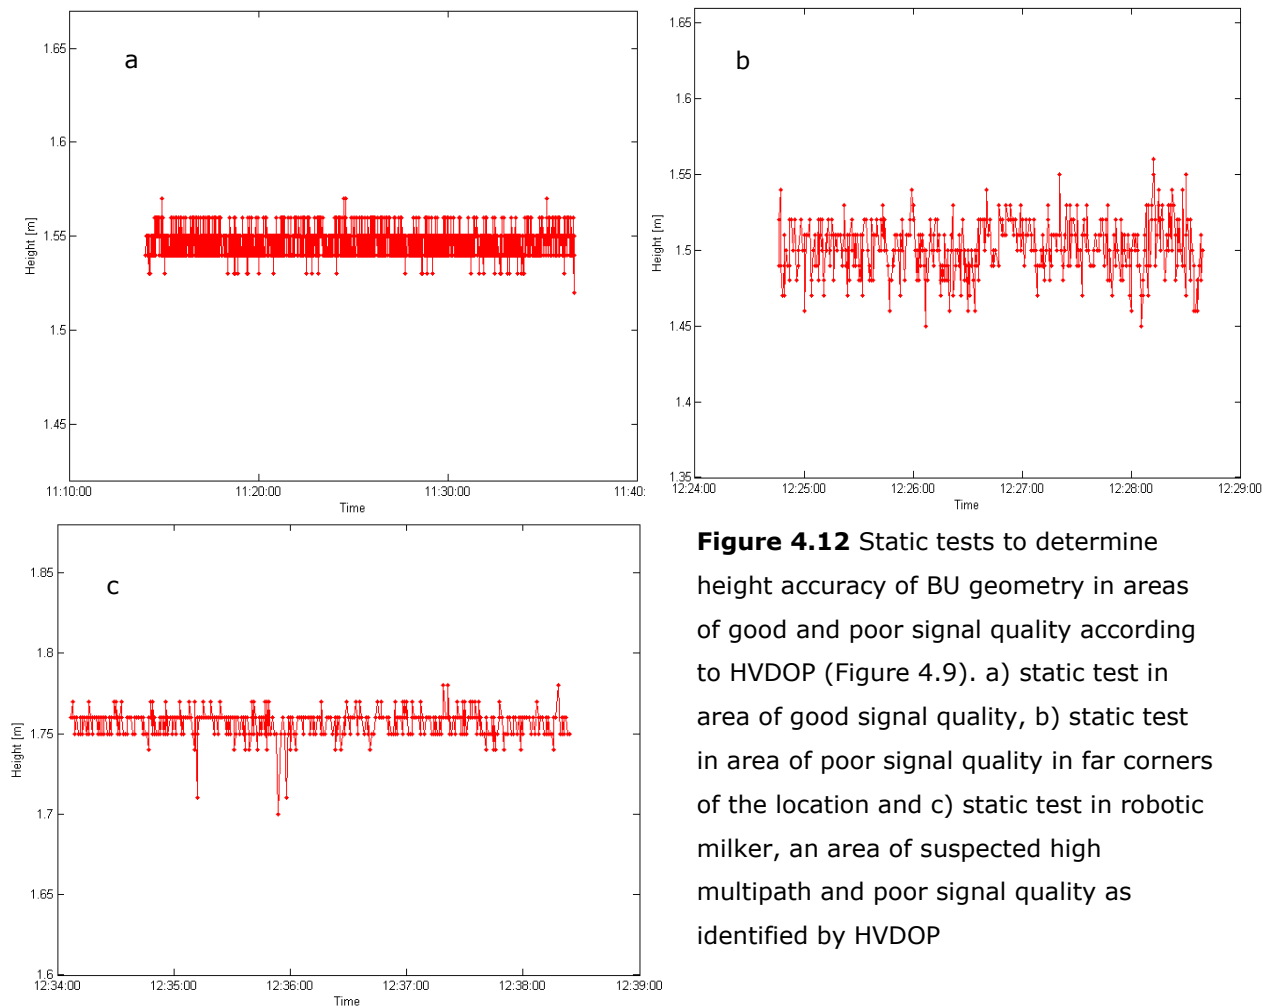 a
1.65
1.6
1.55
1.5
1.45
Height [m]
11:10:00 11:20:00 11:30:00 11:40:
Time
b
1.65
1.6
1.55
1.5
1.45
1.4
1.35
Height [m]
12:24:00 12:25:00 12:26:00 12:27:00 12:28:00 12:29:00
Time
c
1.85
1.8
1.75
1.7
1.65
1.6
Height [m]
12:34:00 12:35:00 12:36:00 12:37:00 12:38:00 12:39:00
Time
Figure 4.12 Static tests to determine
height accuracy of BU geometry in areas
of good and poor signal quality according
to HVDOP (Figure 4.9). a) static test in
area of good signal quality, b) static test
in area of poor signal quality in far corners
of the location and c) static test in robotic
milker, an area of suspected high
multipath and poor signal quality as
identified by HVDOP